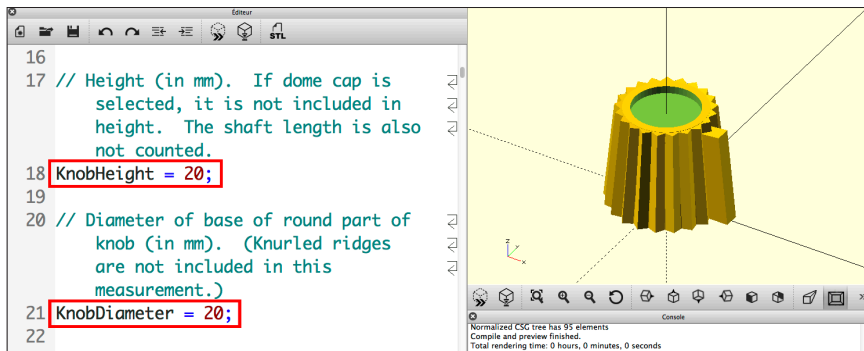 Éditeur
STL
16
17 // Height (in mm).  If dome cap is
selected, it is not included in
height.  The shaft length is also
not counted.
18 KnobHeight = 20;
19
20 // Diameter of base of round part of
knob (in mm).  (Knurled ridges
are not included in this
measurement.)
21 KnobDiameter = 20;
22
z
y
x
Console
Normalized CSG tree has 95 elements
Compile and preview finished.
Total rendering time: 0 hours, 0 minutes, 0 seconds